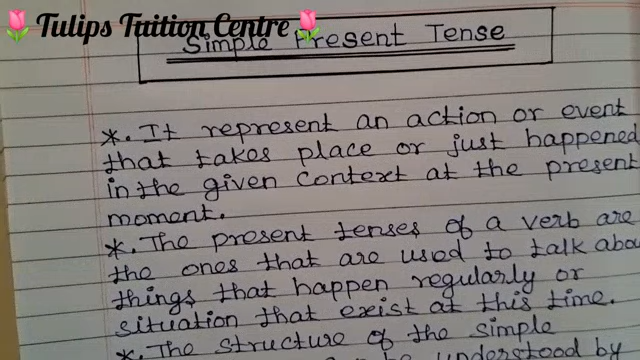 🌷Tulips Tuition Centre🌷
Simple Present Tense
*. It represent an action or event
that takes place or just happened
in the given context at the present
moment.
*. The present tenses of a verb are
the ones that are used to talk abou
things that happen regularly or
situation that exist at this time.
*. The structure of the simple
be understood by